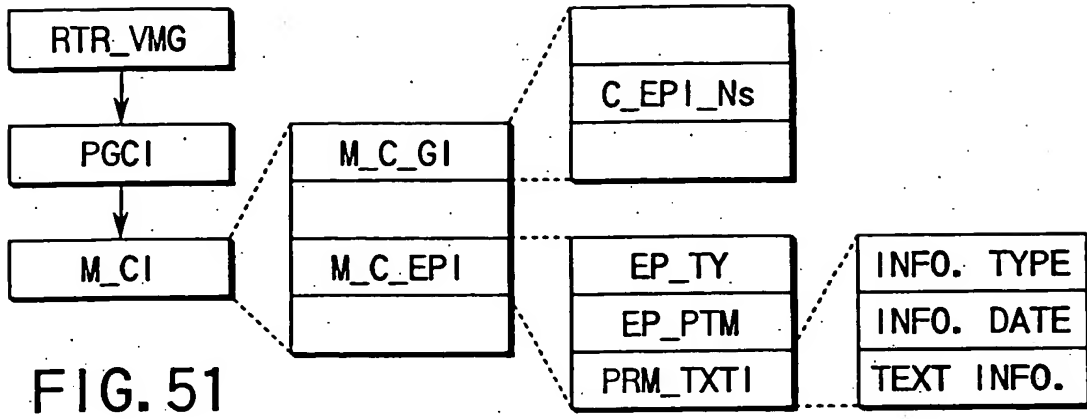 RTR_VMG
PGCI
M_CI
M_C_GI
M_C_EPI
C_EPI_Ns
EP_TY
EP_PTM
PRM_TXTI
INFO. TYPE
INFO. DATE
TEXT INFO.
FIG. 51